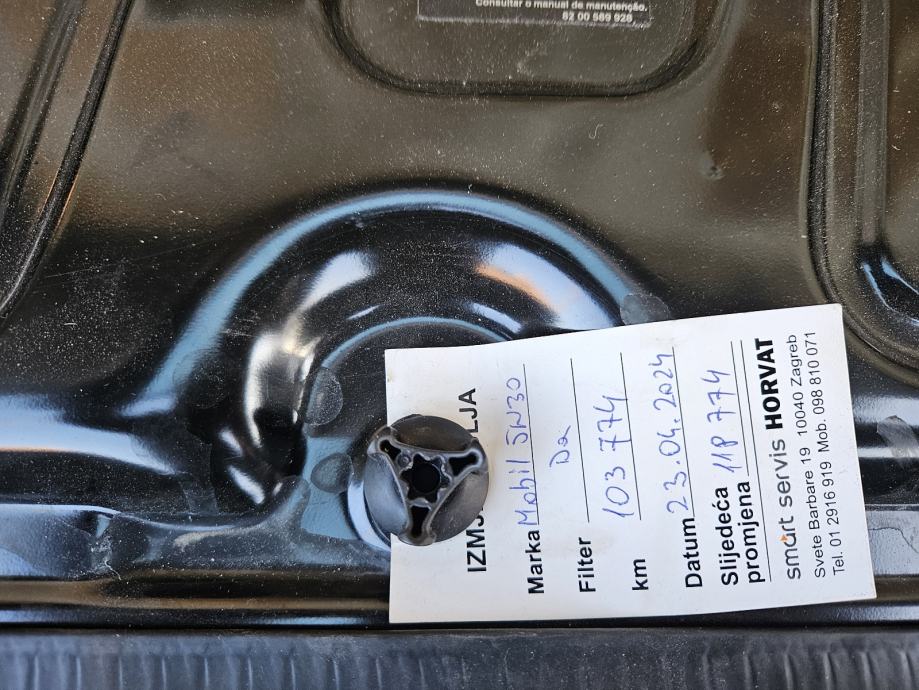 Consultar o manual de manutenção.
82 00 589 928
IZMJ LJA
Marka Mobil 5W30
Filter Da
km 103 774
Datum 23.04.2024
Slijedeća
promjena 118 774
smart servis HORVAT
Svete Barbare 19 10040 Zagreb
Tel. 01 2916 919 Mob. 098 810 071